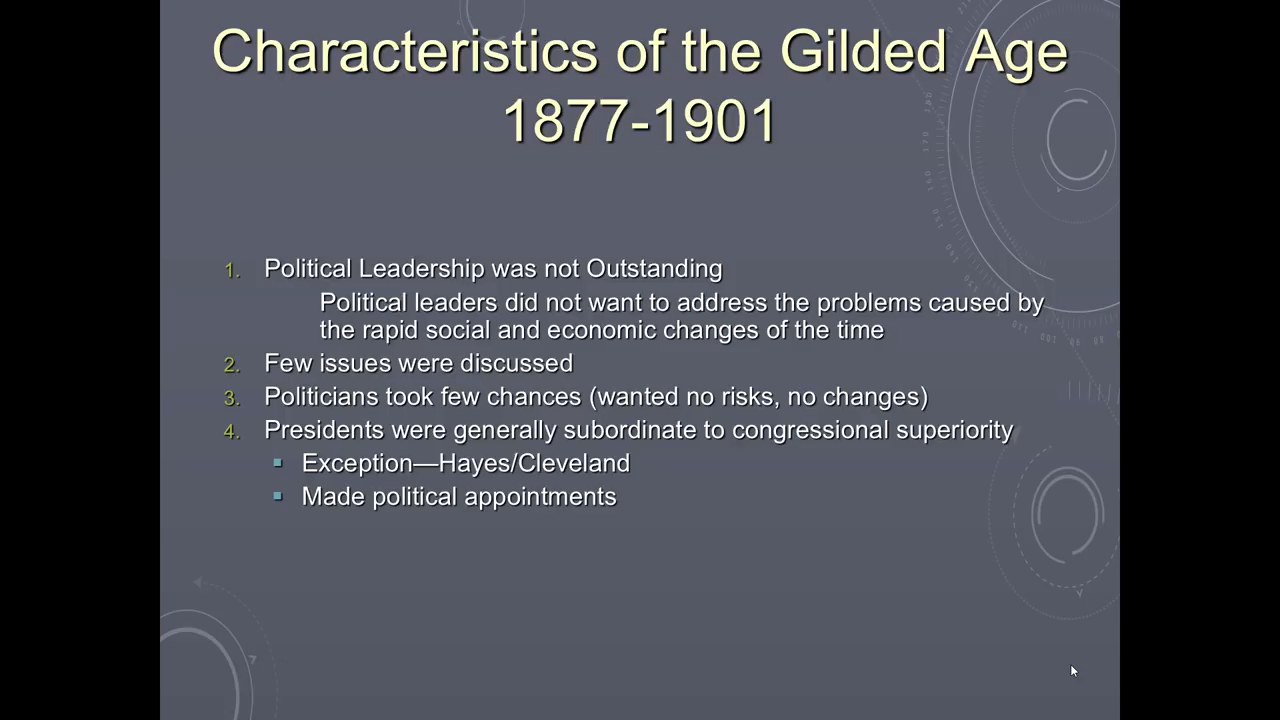 Characteristics of the Gilded Age
1877-1901
1. Political Leadership was not Outstanding
Political leaders did not want to address the problems caused by
the rapid social and economic changes of the time
2. Few issues were discussed
3. Politicians took few chances (wanted no risks, no changes)
4. Presidents were generally subordinate to congressional superiority
▪ Exception—Hayes/Cleveland
▪ Made political appointments